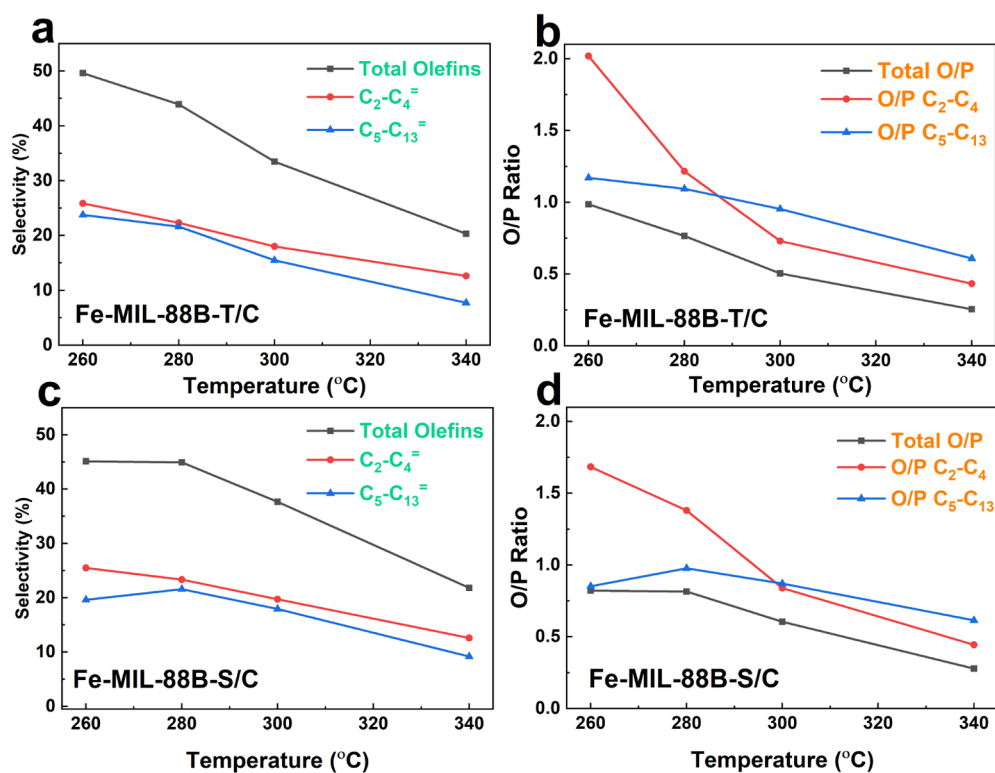 a
Selectivity (%)
50
40
30
20
10
0
Total Olefins
C₂-C₄⁼
C₅-C₁₃⁼
Fe-MIL-88B-T/C
260 280 300 320 340
Temperature (°C)
b
O/P Ratio
2.0
1.5
1.0
0.5
0.0
Total O/P
O/P C₂-C₄
O/P C₅-C₁₃
Fe-MIL-88B-T/C
260 280 300 320 340
Temperature (°C)
c
Selectivity (%)
50
40
30
20
10
0
Total Olefins
C₂-C₄⁼
C₅-C₁₃⁼
Fe-MIL-88B-S/C
260 280 300 320 340
Temperature (°C)
d
O/P Ratio
2.0
1.5
1.0
0.5
0.0
Total O/P
O/P C₂-C₄
O/P C₅-C₁₃
Fe-MIL-88B-S/C
260 280 300 320 340
Temperature (°C)